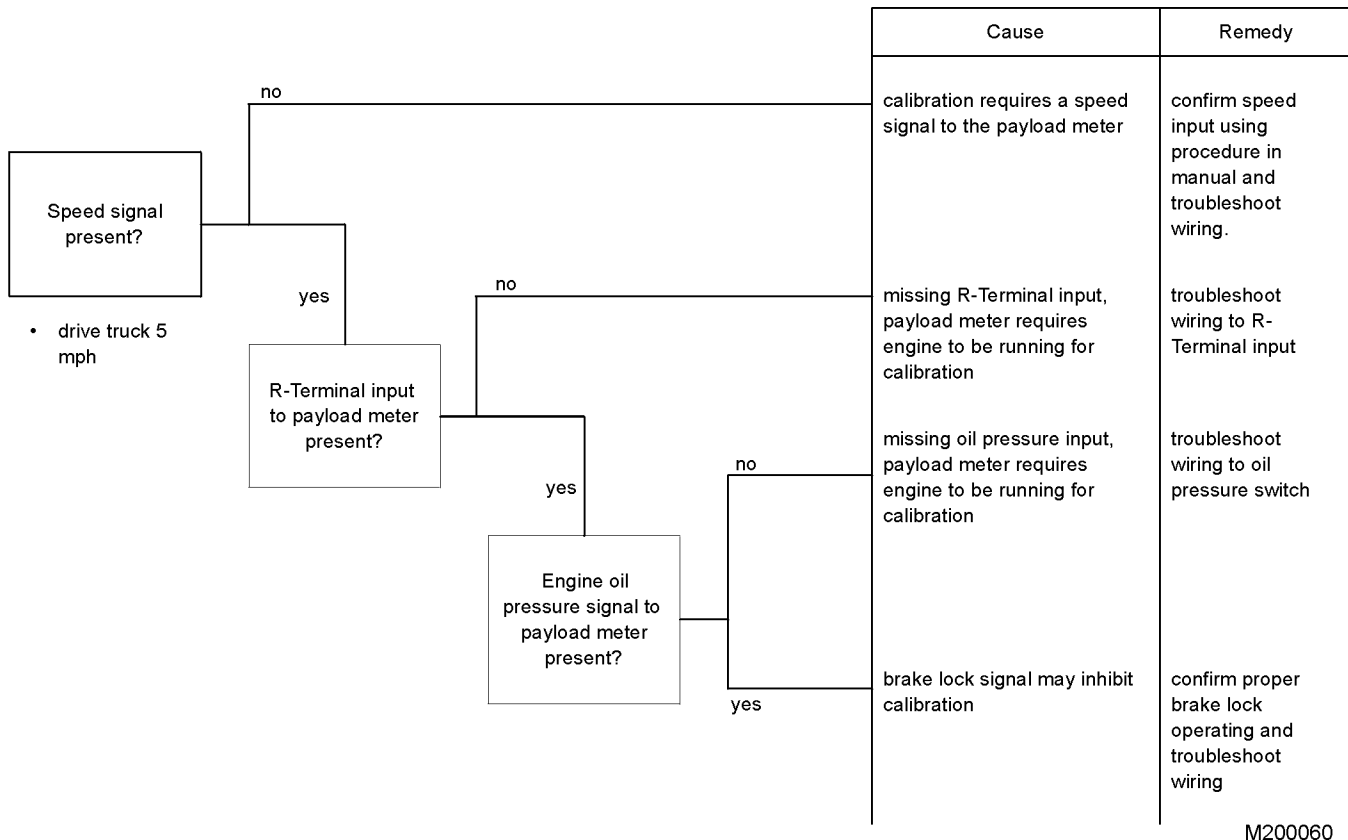 Cause
Remedy
no
calibration requires a speed
signal to the payload meter
confirm speed
input using
procedure in
manual and
troubleshoot
wiring.
Speed signal
present?
yes
• drive truck 5
mph
no
missing R-Terminal input,
payload meter requires
engine to be running for
calibration
troubleshoot
wiring to R-
Terminal input
R-Terminal input
to payload meter
present?
yes
no
missing oil pressure input,
payload meter requires
engine to be running for
calibration
troubleshoot
wiring to oil
pressure switch
Engine oil
pressure signal to
payload meter
present?
yes
brake lock signal may inhibit
calibration
confirm proper
brake lock
operating and
troubleshoot
wiring
M200060